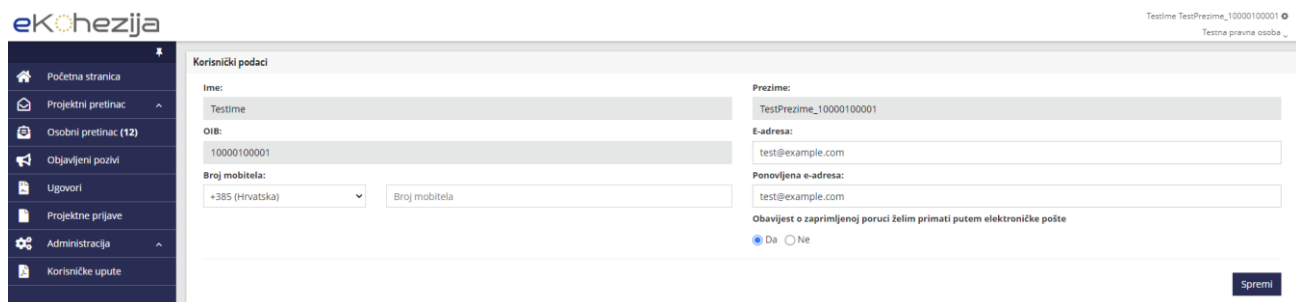 eKohezija
TestIme TestPrezime_10000100001
Testna pravna osoba
Početna stranica
Projektni pretinac
Osobni pretinac (12)
Objavljeni pozivi
Ugovori
Projektne prijave
Administracija
Korisničke upute
Korisnički podaci
Ime:
TestIme
Prezime:
TestPrezime_10000100001
OIB:
10000100001
E-adresa:
test@example.com
Broj mobitela:
+385 (Hrvatska)
Broj mobitela
Ponovljena e-adresa:
test@example.com
Obavijest o zaprimljenoj poruci želim primati putem elektroničke pošte
Da Ne
Spremi